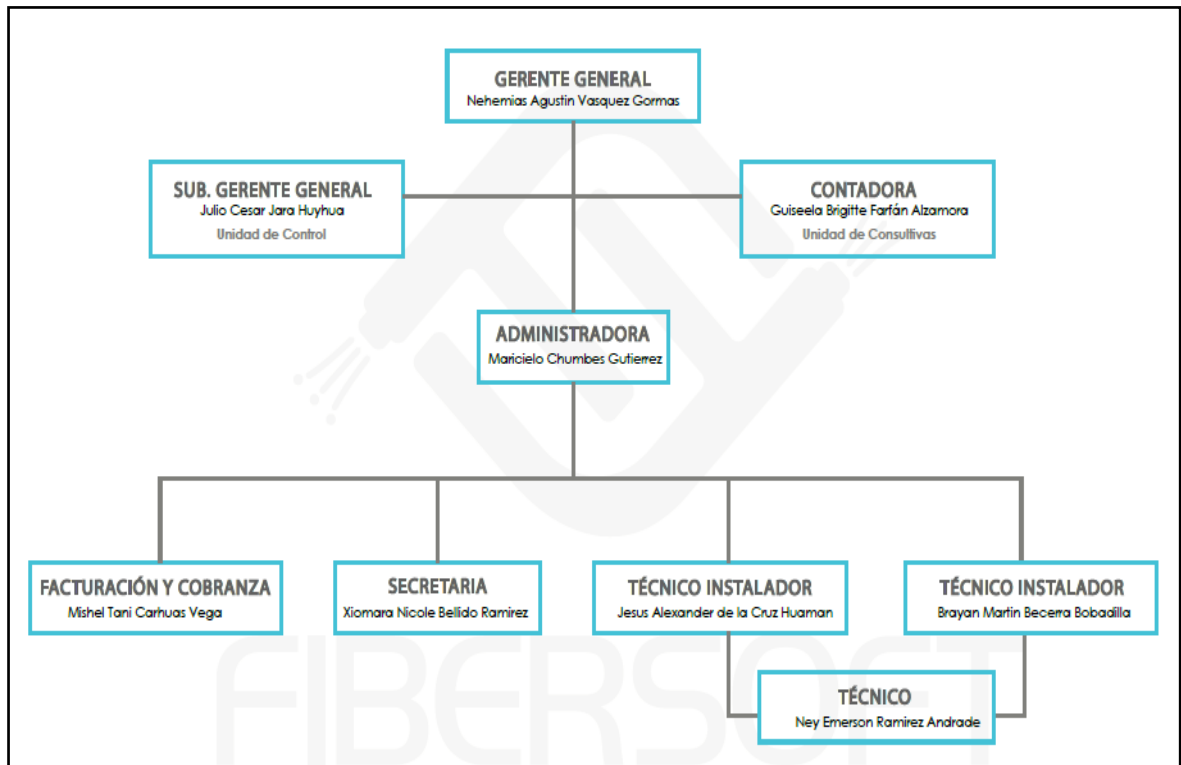 GERENTE GENERAL
Nehemias Agustin Vasquez Gormas
SUB. GERENTE GENERAL
Julio Cesar Jara Huyhua
Unidad de Control
CONTADORA
Guiseela Brigitte Farfán Alzamora
Unidad de Consultivas
ADMINISTRADORA
Maricielo Chumbes Gutierrez
FACTURACIÓN Y COBRANZA
Mishel Tani Carhuas Vega
SECRETARIA
Xiomara Nicole Bellido Ramirez
TÉCNICO INSTALADOR
Jesus Alexander de la Cruz Huaman
TÉCNICO INSTALADOR
Brayan Martin Becerra Bobadilla
TÉCNICO
Ney Emerson Ramirez Andrade
FIBERSOFT